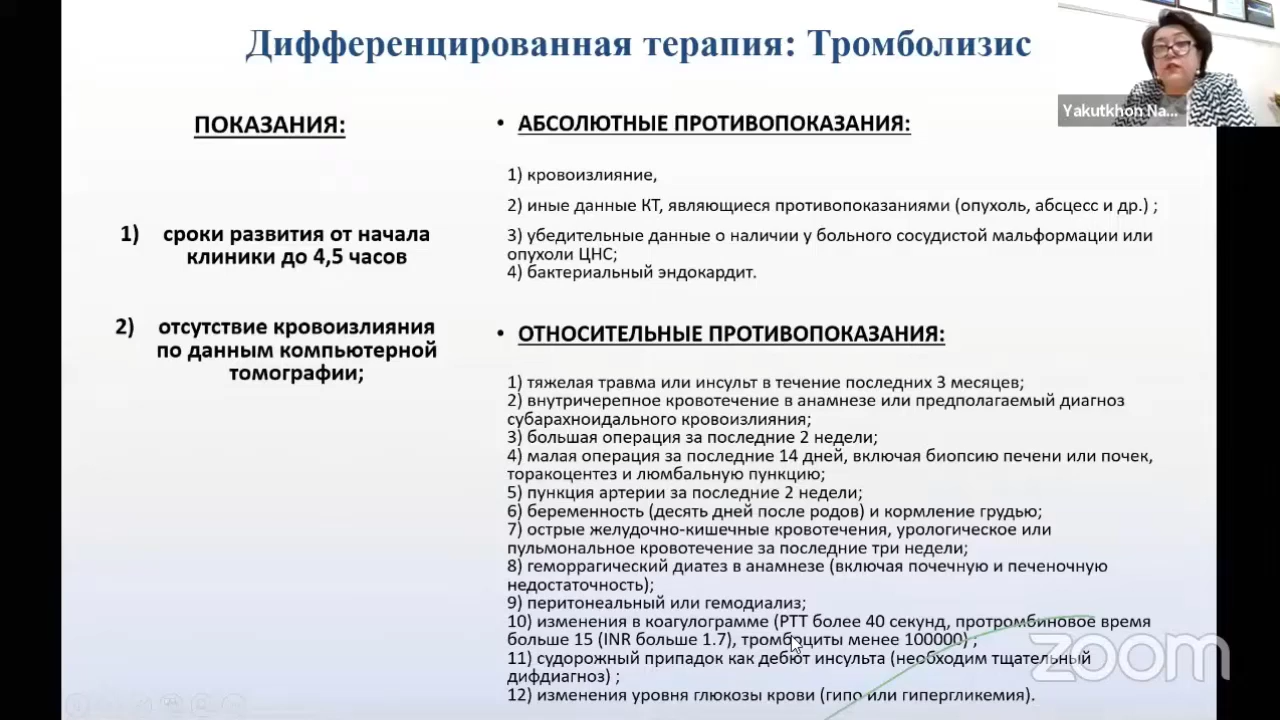 Дифференцированная терапия: Тромболизис
Yakutkhon Na...
ПОКАЗАНИЯ:
1) сроки развития от начала
клиники до 4,5 часов
2) отсутствие кровоизлияния
по данным компьютерной
томографии;
• АБСОЛЮТНЫЕ ПРОТИВОПОКАЗАНИЯ:
1) кровоизлияние,
2) иные данные КТ, являющиеся противопоказаниями (опухоль, абсцесс и др.) ;
3) убедительные данные о наличии у больного сосудистой мальформации или
опухоли ЦНС;
4) бактериальный эндокардит.
• ОТНОСИТЕЛЬНЫЕ ПРОТИВОПОКАЗАНИЯ:
1) тяжелая травма или инсульт в течение последних 3 месяцев;
2) внутричерепное кровотечение в анамнезе или предполагаемый диагноз
субарахноидального кровоизлияния;
3) большая операция за последние 2 недели;
4) малая операция за последние 14 дней, включая биопсию печени или почек,
торакоцентез и люмбальную пункцию;
5) пункция артерии за последние 2 недели;
6) беременность (десять дней после родов) и кормление грудью;
7) острые желудочно-кишечные кровотечения, урологическое или
пульмональное кровотечение за последние три недели;
8) геморрагический диатез в анамнезе (включая почечную и печеночную
недостаточность);
9) перитонеальный или гемодиализ;
10) изменения в коагулограмме (PTT более 40 секунд, протромбиновое время
больше 15 (INR больше 1.7), тромбоциты менее 100000) ;
11) судорожный припадок как дебют инсульта (необходим тщательный
дифдиагноз) ;
12) изменения уровня глюкозы крови (гипо или гипергликемия).
zoom